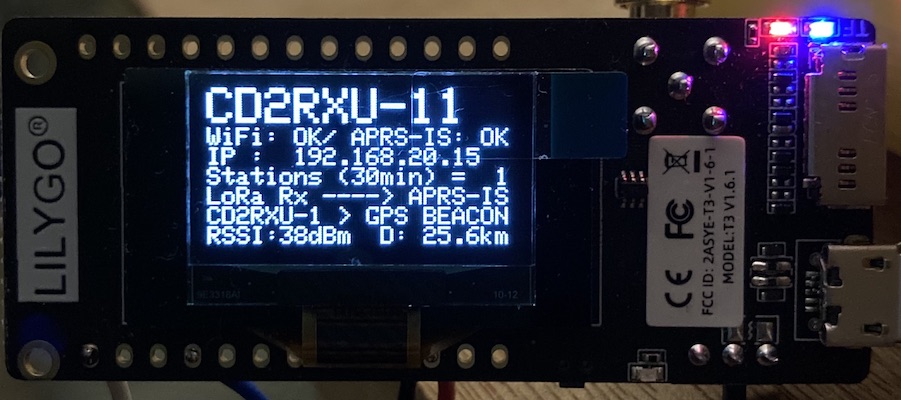 CD2RXU-11
WiFi: OK/ APRS-IS: OK
IP : 192.168.20.15
Stations (30min) = 1
LoRa Rx ----> APRS-IS
CD2RXU-1 > GPS BEACON
RSSI:38dBm D: 25.6km
LILYGO®
CE FC
FCC ID: 2ASYE-T3-V1-6-1
MODEL:T3 V1.6.1
10-12